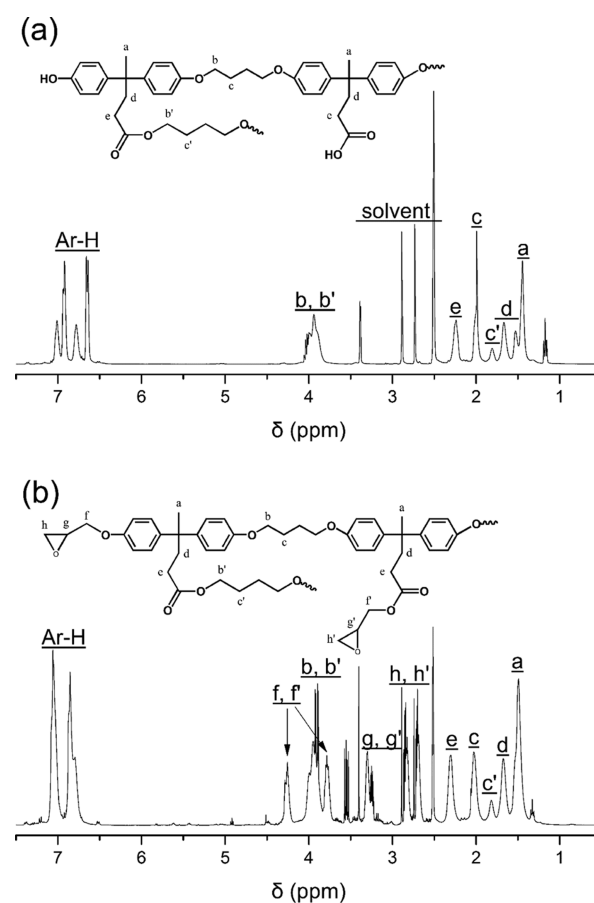 (a)
a
a
HO
O
b
c
O
O
d
d
e
b'
O
O
O
c'
e
O
HO
solvent
Ar-H
b, b'
e
c
c'
d
a
7 6 5 4 3 2 1
δ (ppm)
(b)
h g f
O
O
a
O
b
c
O
a
O
d
d
e
b'
O
O
O
c'
e
f'
O
O
g'
h'
O
Ar-H
f, f'
b, b'
g, g'
h, h'
e
c
c'
d
a
7 6 5 4 3 2 1
δ (ppm)